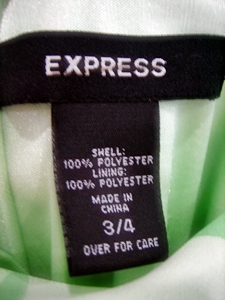 EXPRESS
SHELL:
100% POLYESTER
LINING:
100% POLYESTER
MADE IN
CHINA
3/4
OVER FOR CARE